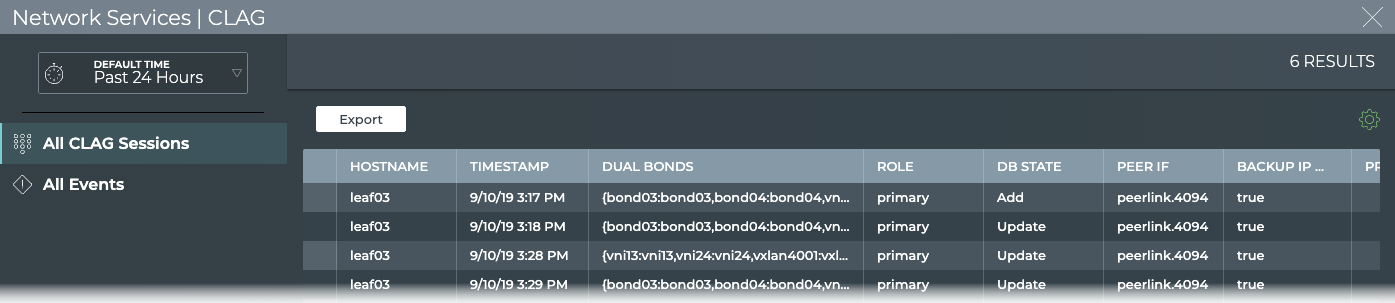 Network Services | CLAG
DEFAULT TIME
Past 24 Hours
6 RESULTS
All CLAG Sessions
All Events
Export
HOSTNAME TIMESTAMP DUAL BONDS ROLE DB STATE PEER IF BACKUP IP ... PR
leaf03 9/10/19 3:17 PM {bond03:bond03,bond04:bond04,vn... primary Add peerlink.4094 true
leaf03 9/10/19 3:18 PM {bond03:bond03,bond04:bond04,vn... primary Update peerlink.4094 true
leaf03 9/10/19 3:28 PM {vni13:vni13,vni24:vni24,vxlan4001:vxl... primary Update peerlink.4094 true
leaf03 9/10/19 3:29 PM {bond03:bond03,bond04:bond04,vn... primary Update peerlink.4094 true